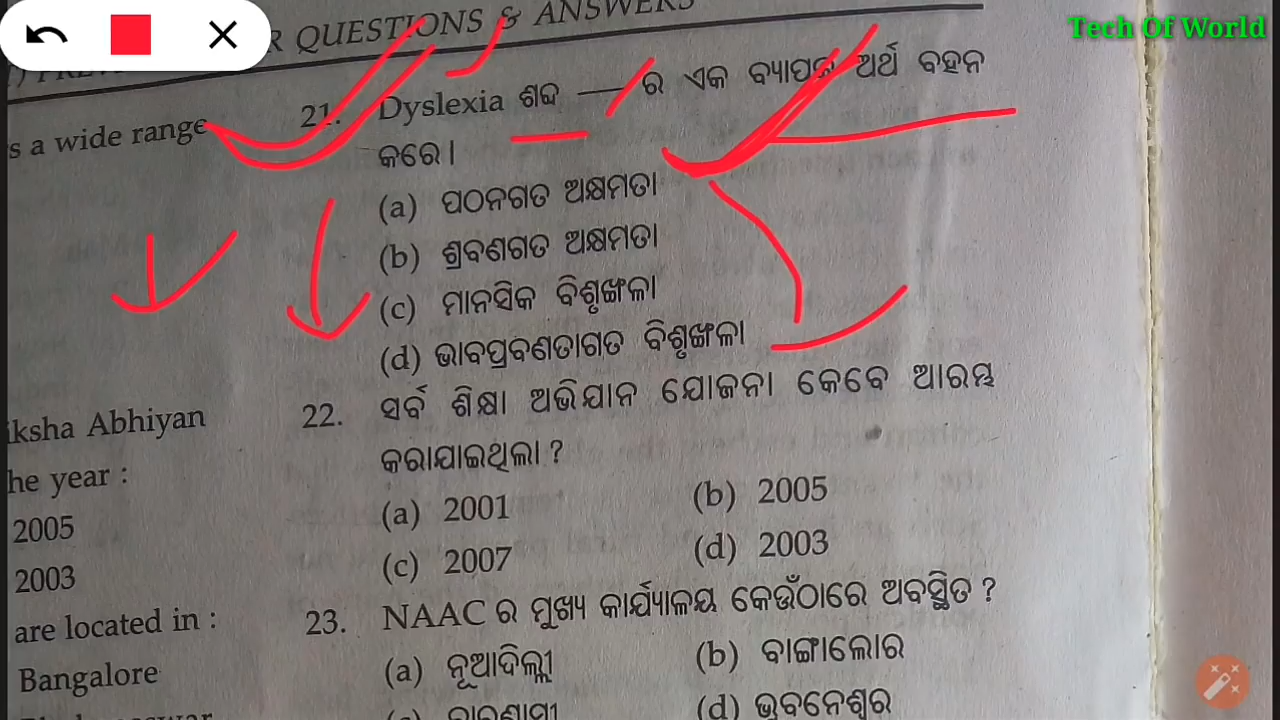 R QUESTIONS & ANSWERS
Tech Of World
s a wide range
21. Dyslexia ଶବ୍ଦ — ର ଏକ ବ୍ୟାପକ ଅର୍ଥ ବହନ
କରେ।
(a) ପଠନଗତ ଅକ୍ଷମତା
(b) ଶ୍ରବଣଗତ ଅକ୍ଷମତା
(c) ମାନସିକ ବିଶୃଙ୍ଖଳା
(d) ଭାବପ୍ରବଣତାଗତ ବିଶୃଙ୍ଖଳା
iksha Abhiyan
he year :
2005
2003
are located in :
Bangalore
22. ସର୍ବ ଶିକ୍ଷା ଅଭିଯାନ ଯୋଜନା କେବେ ଆରମ୍ଭ
କରାଯାଇଥିଲା ?
(a) 2001 (b) 2005
(c) 2007 (d) 2003
23. NAAC ର ମୁଖ୍ୟ କାର୍ଯ୍ୟାଳୟ କେଉଁଠାରେ ଅବସ୍ଥିତ ?
(a) ନୂଆଦିଲ୍ଲୀ (b) ବାଙ୍ଗାଲୋର
(d) ଭୁବନେଶ୍ୱର